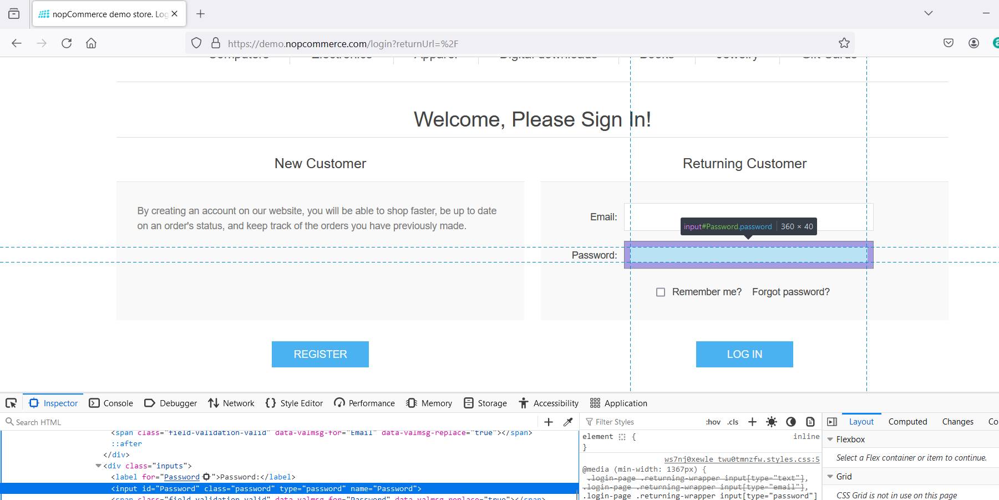 nopCommerce demo store. Log
https://demo.nopcommerce.com/login?returnUrl=%2F
Computers Electronics Apparel Digital downloads Books Jewelry Gift Cards
Welcome, Please Sign In!
New Customer
Returning Customer
By creating an account on our website, you will be able to shop faster, be up to date
on an order's status, and keep track of the orders you have previously made.
Email:
input#Password.password 360 × 40
Password:
Remember me? Forgot password?
REGISTER
LOG IN
Inspector Console Debugger Network Style Editor Performance Memory Storage Accessibility Application
Search HTML
<span class="field-validation-valid" data-valmsg-for="Email" data-valmsg-replace="true"></span>
::after
</div>
<div class="inputs">
<label for="Password">Password:</label>
<input id="Password" class="password" type="password" name="Password">
<span class="field-validation-valid" data-valmsg-for="Password" data-valmsg-replace="true"></span>
Filter Styles :hov .cls
element { inline
}
ws7nj0xewle_twu0tmnzfw.styles.css:5
@media (min-width: 1367px) {
.login-page .returning-wrapper input[type="text"],
.login-page .returning-wrapper input[type="email"],
.login-page .returning-wrapper input[type="password"]
Layout Computed Changes Co
Flexbox
Select a Flex container or item to continue.
Grid
CSS Grid is not in use on this page